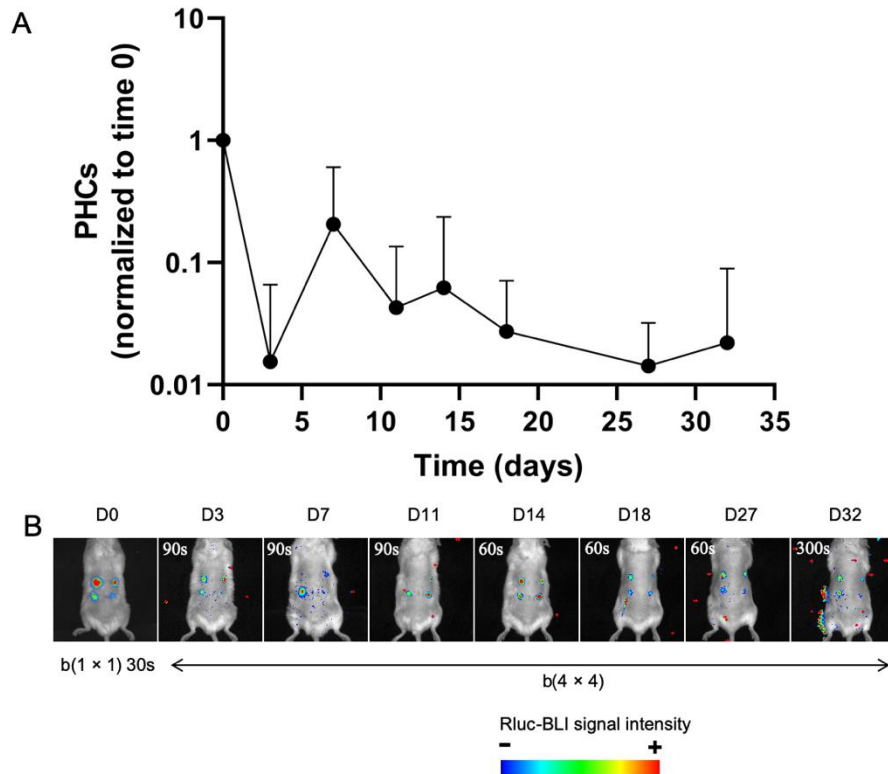 A
PHCs
(normalized to time 0)
10
1
0.1
0.01
0 5 10 15 20 25 30 35
Time (days)
B
D0 D3 D7 D11 D14 D18 D27 D32
90s 90s 90s 60s 60s 60s 300s
b(1 × 1) 30s
b(4 × 4)
Rluc-BLI signal intensity
- +